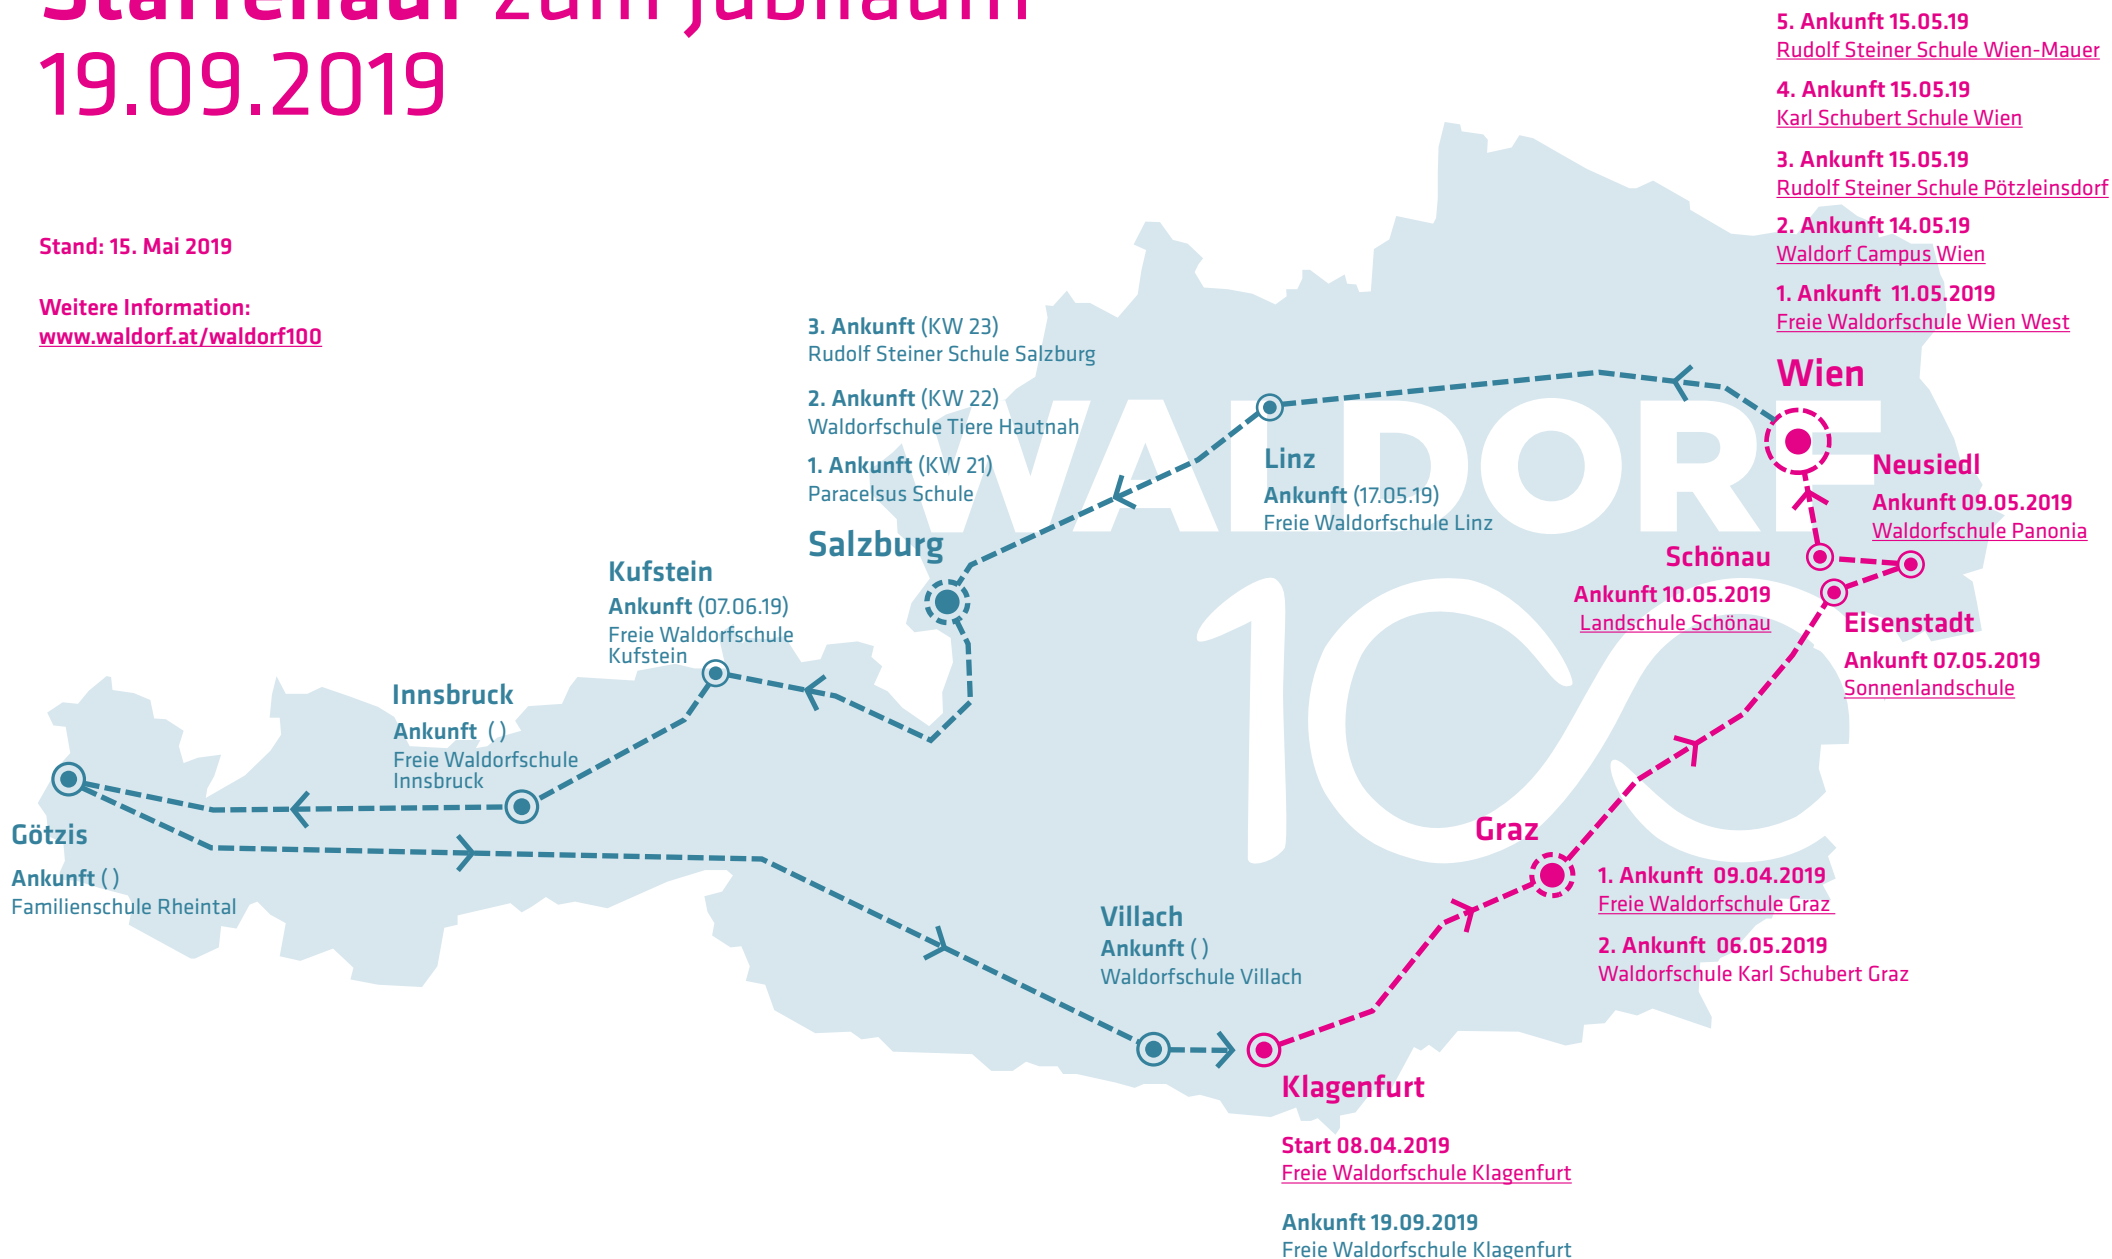 Staffellauf zum Jubiläum
19.09.2019
Stand: 15. Mai 2019
Weitere Information:
www.waldorf.at/waldorf100
5. Ankunft 15.05.19
Rudolf Steiner Schule Wien-Mauer
4. Ankunft 15.05.19
Karl Schubert Schule Wien
3. Ankunft 15.05.19
Rudolf Steiner Schule Pötzleinsdorf
2. Ankunft 14.05.19
Waldorf Campus Wien
1. Ankunft 11.05.2019
Freie Waldorfschule Wien West
Wien
3. Ankunft (KW 23)
Rudolf Steiner Schule Salzburg
2. Ankunft (KW 22)
Waldorfschule Tiere Hautnah
1. Ankunft (KW 21)
Paracelsus Schule
Salzburg
WALDORF
100
Linz
Ankunft (17.05.19)
Freie Waldorfschule Linz
Neusiedl
Ankunft 09.05.2019
Waldorfschule Panonia
Schönau
Ankunft 10.05.2019
Landschule Schönau
Eisenstadt
Ankunft 07.05.2019
Sonnenlandschule
Kufstein
Ankunft (07.06.19)
Freie Waldorfschule
Kufstein
Innsbruck
Ankunft ( )
Freie Waldorfschule
Innsbruck
Götzis
Ankunft ( )
Familienschule Rheintal
Graz
1. Ankunft 09.04.2019
Freie Waldorfschule Graz
2. Ankunft 06.05.2019
Waldorfschule Karl Schubert Graz
Villach
Ankunft ( )
Waldorfschule Villach
Klagenfurt
Start 08.04.2019
Freie Waldorfschule Klagenfurt
Ankunft 19.09.2019
Freie Waldorfschule Klagenfurt